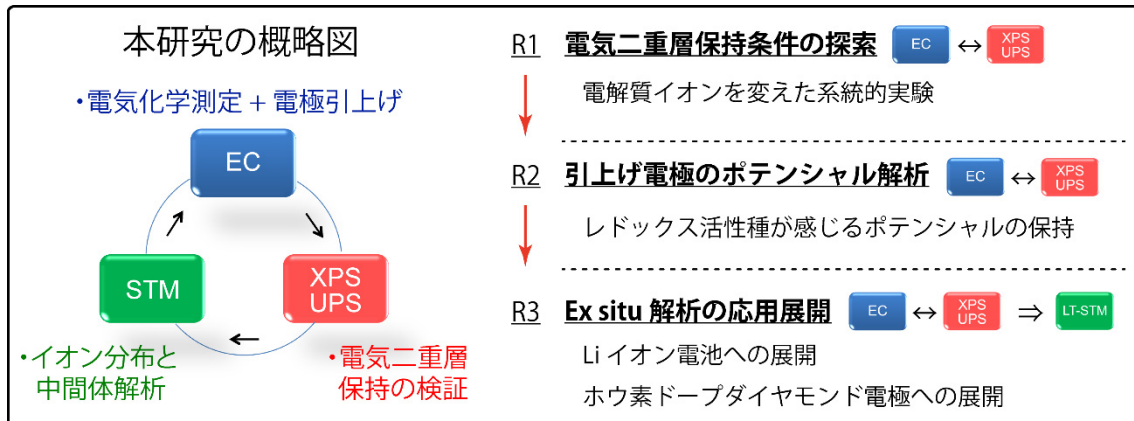 本研究の概略図
・電気化学測定 + 電極引上げ
EC
STM
XPS
UPS
・イオン分布と
中間体解析
・電気二重層
保持の検証
R1 電気二重層保持条件の探索 EC ↔ XPS UPS
電解質イオンを変えた系統的実験
R2 引上げ電極のポテンシャル解析 EC ↔ XPS UPS
レドックス活性種が感じるポテンシャルの保持
R3 Ex situ 解析の応用展開 EC ↔ XPS UPS ⇒ LT-STM
Li イオン電池への展開
ホウ素ドープダイヤモンド電極への展開